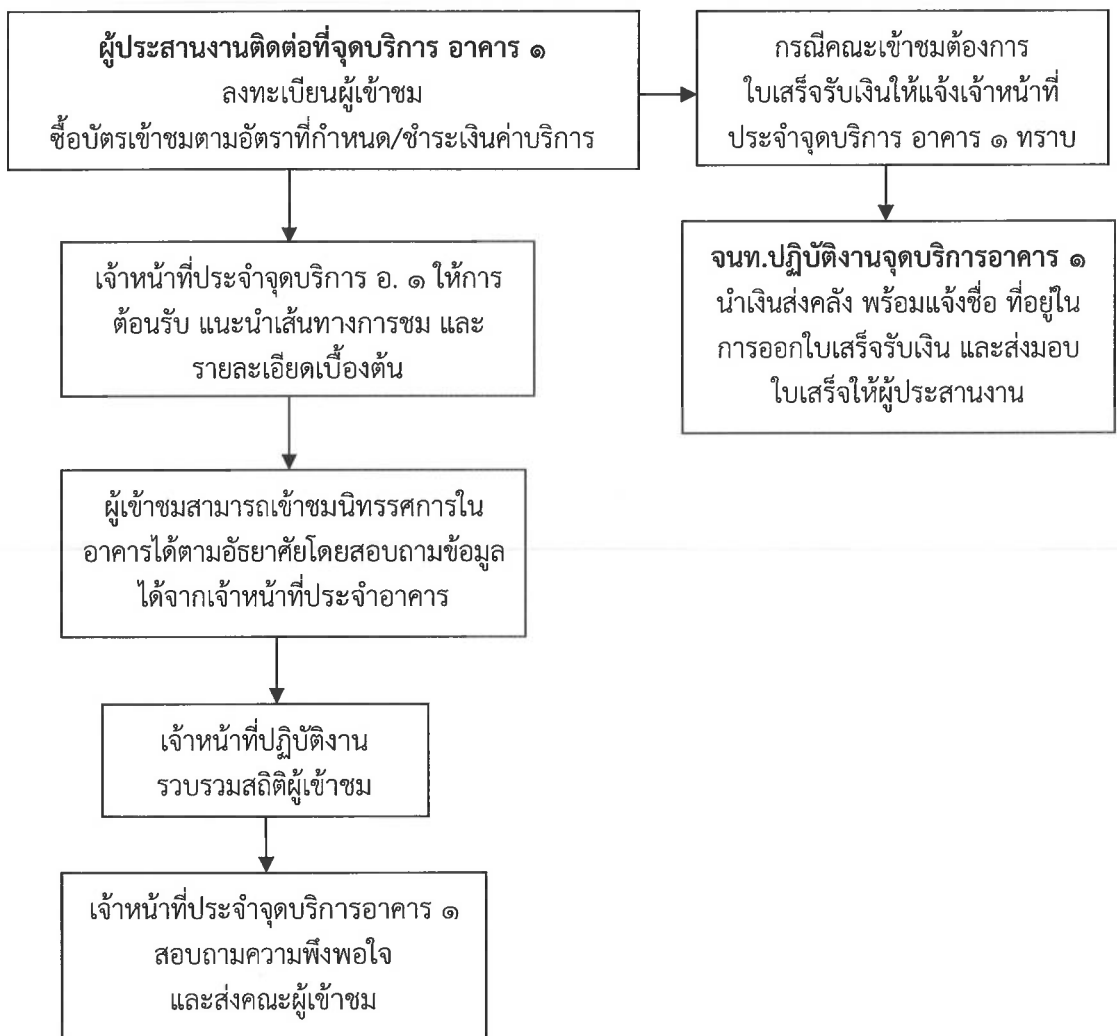 ผู้ประสานงานติดต่อที่จุดบริการ อาคาร ๑
ลงทะเบียนผู้เข้าชม
ซื้อบัตรเข้าชมตามอัตราที่กำหนด/ชำระเงินค่าบริการ
กรณีคณะเข้าชมต้องการ
ใบเสร็จรับเงินให้แจ้งเจ้าหน้าที่
ประจำจุดบริการ อาคาร ๑ ทราบ
เจ้าหน้าที่ประจำจุดบริการ อ. ๑ ให้การ
ต้อนรับ แนะนำเส้นทางการชม และ
รายละเอียดเบื้องต้น
จนท.ปฏิบัติงานจุดบริการอาคาร ๑
นำเงินส่งคลัง พร้อมแจ้งชื่อ ที่อยู่ใน
การออกใบเสร็จรับเงิน และส่งมอบ
ใบเสร็จให้ผู้ประสานงาน
ผู้เข้าชมสามารถเข้าชมนิทรรศการใน
อาคารได้ตามอัธยาศัยโดยสอบถามข้อมูล
ได้จากเจ้าหน้าที่ประจำอาคาร
เจ้าหน้าที่ปฏิบัติงาน
รวบรวมสถิติผู้เข้าชม
เจ้าหน้าที่ประจำจุดบริการอาคาร ๑
สอบถามความพึงพอใจ
และส่งคณะผู้เข้าชม